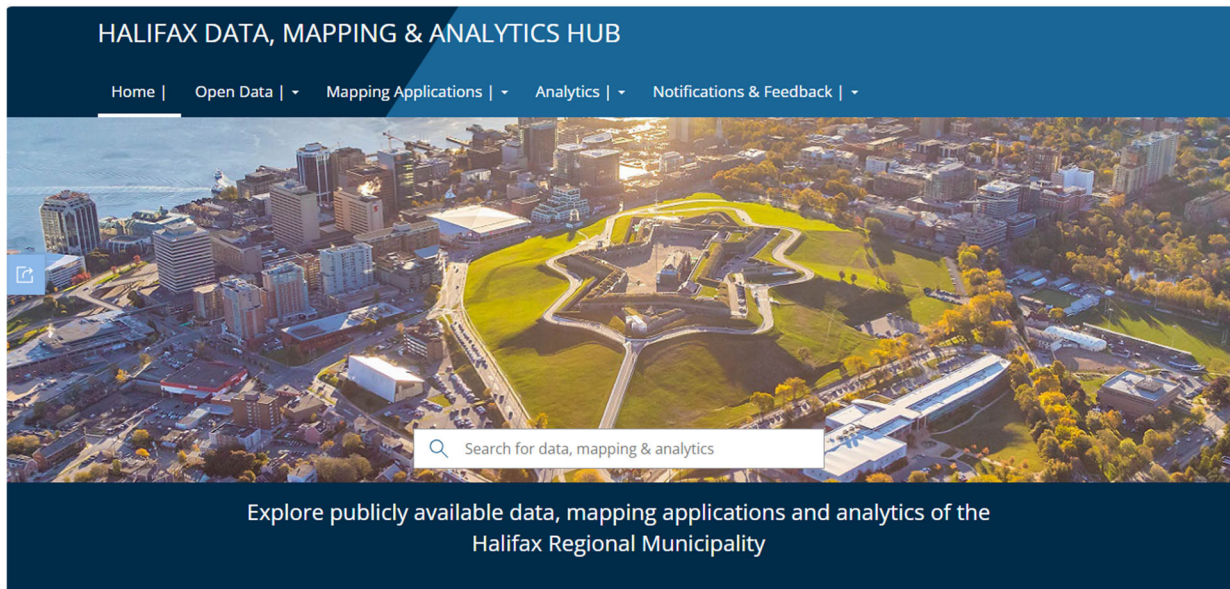 HALIFAX DATA, MAPPING & ANALYTICS HUB
Home | Open Data | Mapping Applications | Analytics | Notifications & Feedback |
Search for data, mapping & analytics
Explore publicly available data, mapping applications and analytics of the
Halifax Regional Municipality